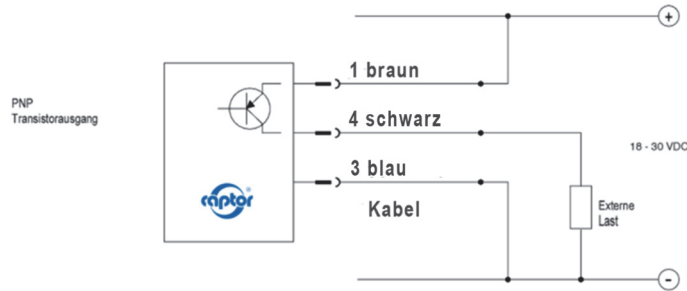 1 braun
PNP
Transistorausgang
4 schwarz
18 - 30 VDC
3 blau
captor®
Kabel
Externe
Last
+
-